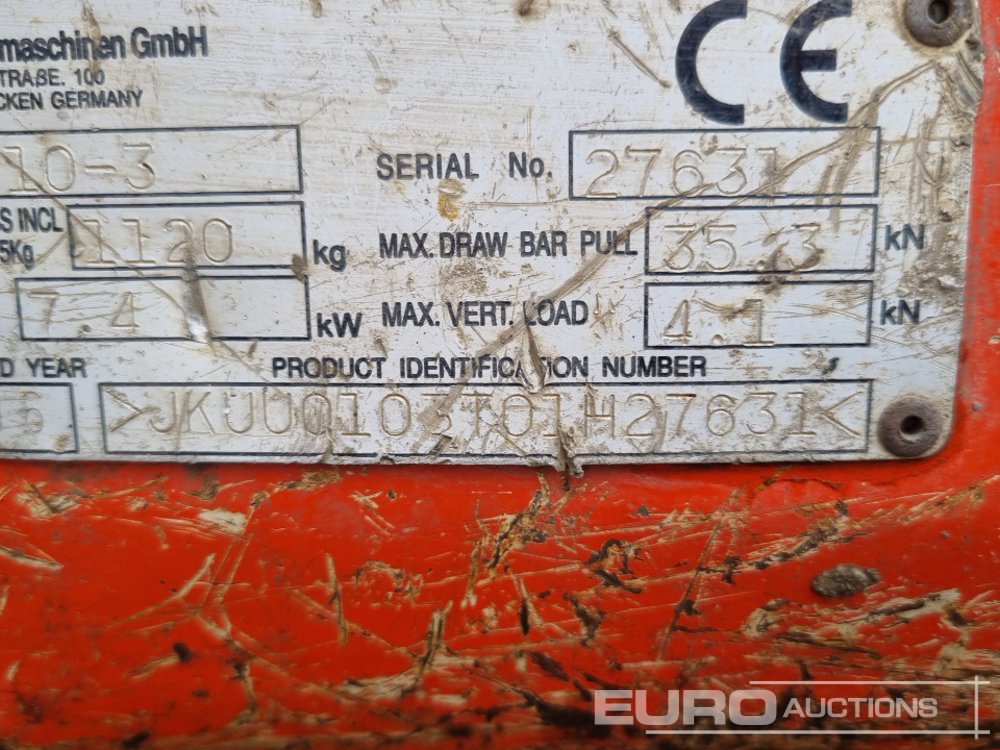 maschinen GmbH CE
TRAßE. 100
CKEN GERMANY
10-3 SERIAL No. 27631
S INCL
5Kg 1120 kg MAX. DRAW BAR PULL 35.3 kN
7.4 kW MAX. VERT. LOAD 4.1 kN
D YEAR PRODUCT IDENTIFICATION NUMBER
5 >JKUU0103T01H27631<
EURO AUCTIONS